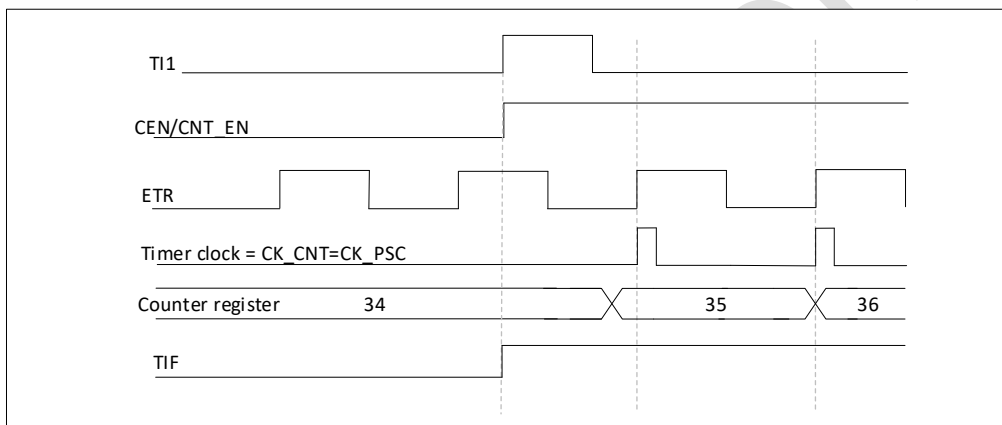 TI1
CEN/CNT_EN
ETR
Timer clock = CK_CNT=CK_PSC
Counter register 34 35 36
TIF